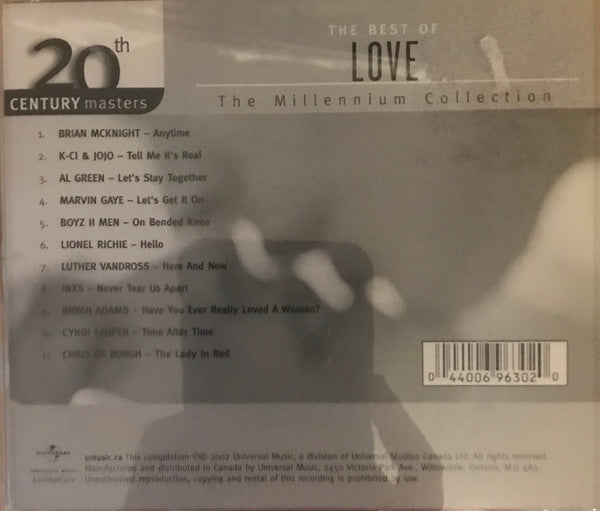 20th
CENTURY masters
THE BEST OF
LOVE
The Millennium Collection
1. BRIAN MCKNIGHT – Anytime
2. K-CI & JOJO – Tell Me It's Real
3. AL GREEN – Let's Stay Together
4. MARVIN GAYE – Let's Get It On
5. BOYZ II MEN – On Bended Knee
6. LIONEL RICHIE – Hello
7. LUTHER VANDROSS – Here And Now
8. INXS – Never Tear Us Apart
9. BRYAN ADAMS – Have You Ever Really Loved A Woman?
10. CYNDI LAUPER – Time After Time
11. CHRIS DE BURGH – The Lady In Red
0 44006 96302 0
UNIVERSAL
UNIVERSAL MUSIC
umusic.ca This compilation ℗© 2002 Universal Music, a division of Universal Studios Canada Ltd. All rights reserved.
Manufactured and distributed in Canada by Universal Music, 2450 Victoria Park Ave., Willowdale, Ontario, M2J 4A2.
Unauthorized reproduction, copying and rental of this recording is prohibited by law.